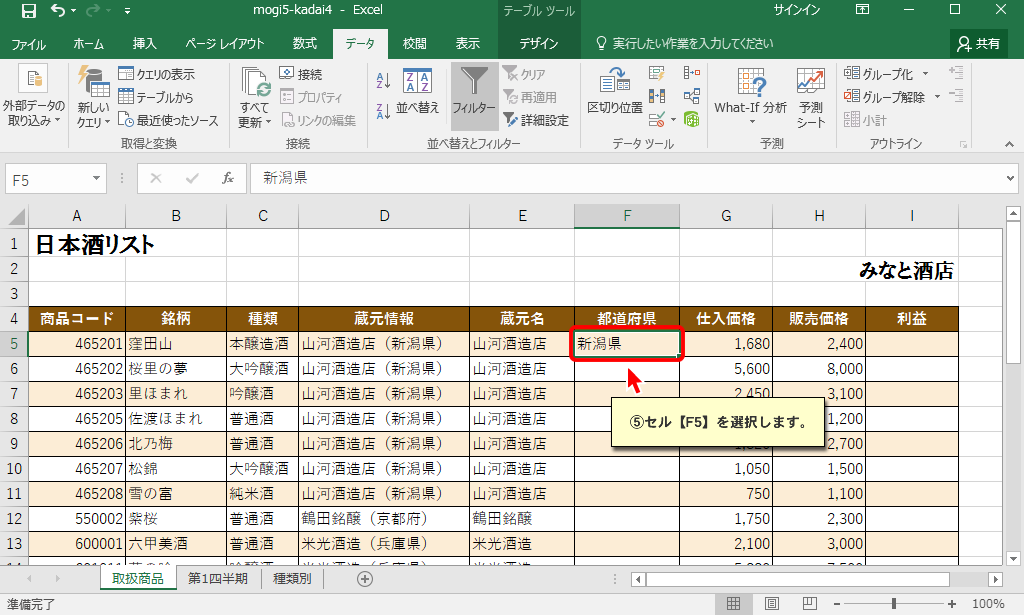 mogi5-kadai4 - Excel
テーブル ツール
サインイン
ファイル ホーム 挿入 ページ レイアウト 数式 データ 校閲 表示 デザイン 実行したい作業を入力してください 共有
外部データの取り込み
新しいクエリ
クエリの表示
テーブルから
最近使ったソース
取得と変換
すべて更新
接続
プロパティ
リンクの編集
接続
並べ替え
フィルター
クリア
再適用
詳細設定
並べ替えとフィルター
区切り位置
データ ツール
What-If 分析
予測シート
予測
グループ化
グループ解除
小計
アウトライン
F5 fx 新潟県
A B C D E F G H I
1 日本酒リスト
2 みなと酒店
3
4 商品コード 銘柄 種類 蔵元情報 蔵元名 都道府県 仕入価格 販売価格 利益
5 465201 窪田山 本醸造酒 山河酒造店（新潟県） 山河酒造店 新潟県 1,680 2,400
6 465202 桜里の夢 大吟醸酒 山河酒造店（新潟県） 山河酒造店 5,600 8,000
7 465203 里ほまれ 吟醸酒 山河酒造店（新潟県） 山河酒造店 2,450 3,100
8 465205 佐渡ほまれ 普通酒 山河酒造店（新潟県） 山河酒造店 1,200
⑤セル【F5】を選択します。
9 465206 北乃梅 普通酒 山河酒造店（新潟県） 山河酒造店 2,700
10 465207 松錦 大吟醸酒 山河酒造店（新潟県） 山河酒造店 1,050 1,500
11 465208 雪の富 純米酒 山河酒造店（新潟県） 山河酒造店 750 1,100
12 550002 紫桜 普通酒 鶴田銘醸（京都府） 鶴田銘醸 1,750 2,300
13 600001 六甲美酒 普通酒 米光酒造（兵庫県） 米光酒造 2,100 3,000
取扱商品 第1四半期 種類別
準備完了 100%